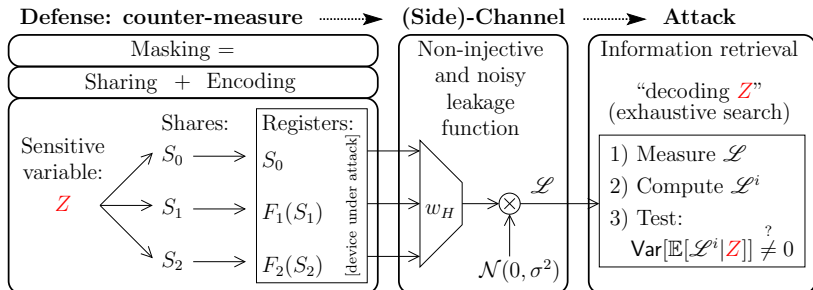 Defense: counter-measure
(Side)-Channel
Attack
Masking =
Sharing + Encoding
Shares:
Registers:
Sensitive
variable:
Z
S₀
S₁
S₂
S₀
F₁(S₁)
F₂(S₂)
[device under attack]
Non-injective
and noisy
leakage
function
w_H
ℒ
𝒩(0, σ²)
Information retrieval
“decoding Z”
(exhaustive search)
1) Measure ℒ
2) Compute ℒⁱ
3) Test:
Var[𝔼[ℒⁱ|Z]] ≠? 0